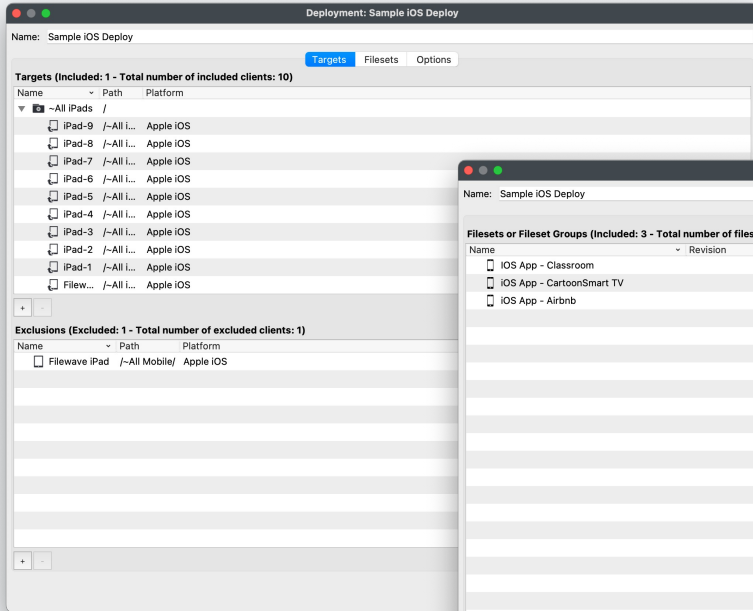 Deployment: Sample iOS Deploy
Name: Sample iOS Deploy
Targets Filesets Options
Targets (Included: 1 - Total number of included clients: 10)
Name Path Platform
~All iPads /
iPad-9 /~All i... Apple iOS
iPad-8 /~All i... Apple iOS
iPad-7 /~All i... Apple iOS
iPad-6 /~All i... Apple iOS
iPad-5 /~All i... Apple iOS
iPad-4 /~All i... Apple iOS
iPad-3 /~All i... Apple iOS
iPad-2 /~All i... Apple iOS
iPad-1 /~All i... Apple iOS
Filew... /~All i... Apple iOS
+ -
Exclusions (Excluded: 1 - Total number of excluded clients: 1)
Name Path Platform
Filewave iPad /~All Mobile/ Apple iOS
+ -
Name: Sample iOS Deploy
Filesets or Fileset Groups (Included: 3 - Total number of files
Name Revision
IOS App - Classroom
iOS App - CartoonSmart TV
iOS App - Airbnb